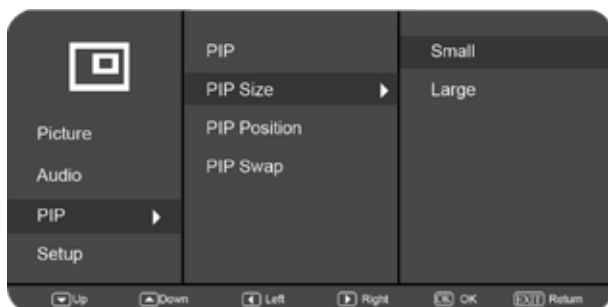 PIP
Small
PIP Size
Large
Picture
PIP Position
Audio
PIP Swap
PIP
Setup
Up Down Left Right OK OK EXIT Return